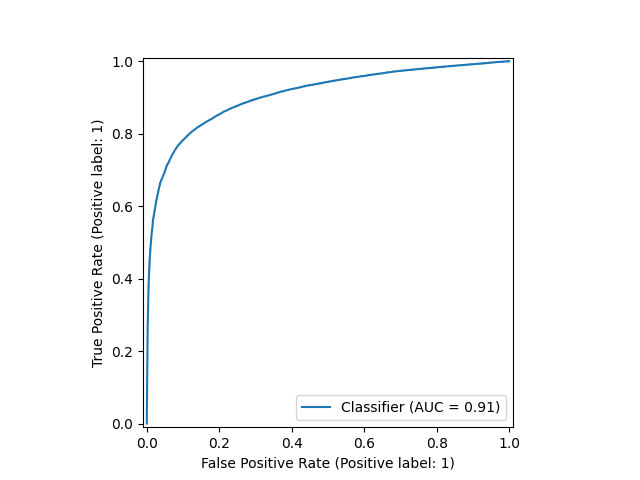 1.0
0.8
0.6
0.4
0.2
0.0
True Positive Rate (Positive label: 1)
Classifier (AUC = 0.91)
0.0 0.2 0.4 0.6 0.8 1.0
False Positive Rate (Positive label: 1)